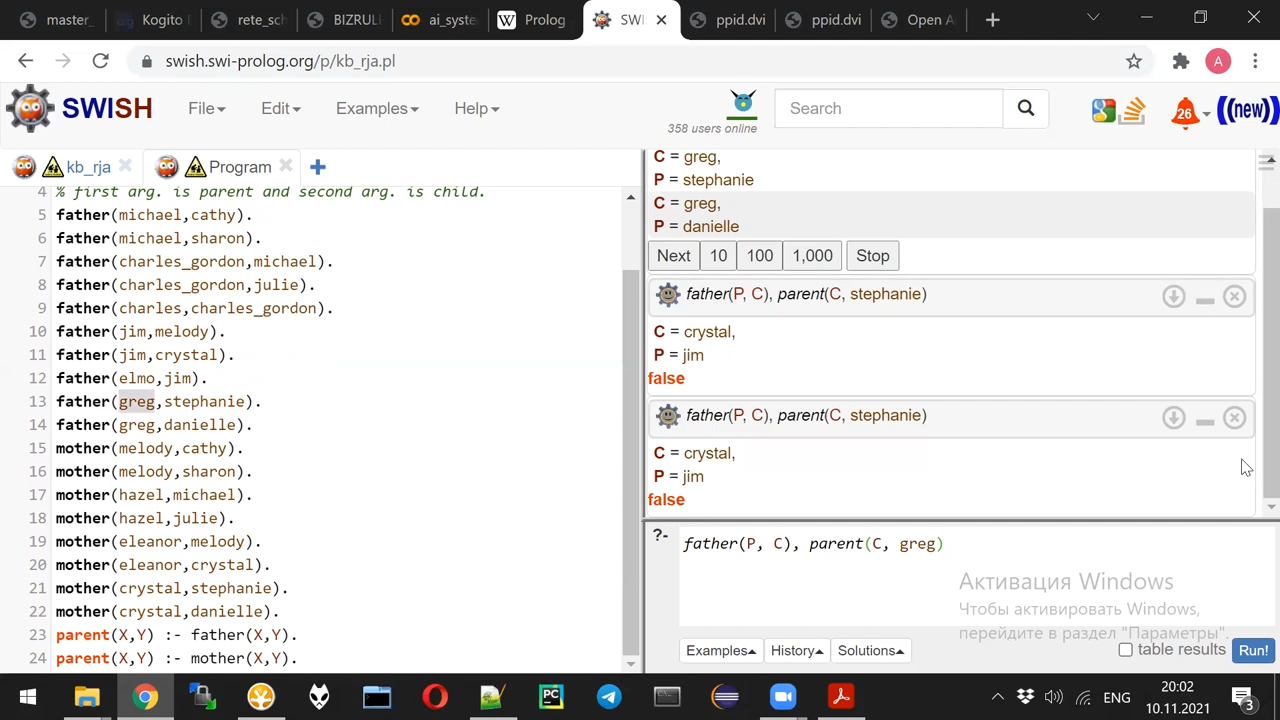 master_
Kogito D
rete_sch
BIZRULE
ai_syste
Prolog
SWI
ppid.dvi
ppid.dvi
Open Ac
swish.swi-prolog.org/p/kb_rja.pl
A
SWISH
File
Edit
Examples
Help
358 users online
Search
26
((new))
kb_rja
Program
4 % first arg. is parent and second arg. is child.
5 father(michael,cathy).
6 father(michael,sharon).
7 father(charles_gordon,michael).
8 father(charles_gordon,julie).
9 father(charles,charles_gordon).
10 father(jim,melody).
11 father(jim,crystal).
12 father(elmo,jim).
13 father(greg,stephanie).
14 father(greg,danielle).
15 mother(melody,cathy).
16 mother(melody,sharon).
17 mother(hazel,michael).
18 mother(hazel,julie).
19 mother(eleanor,melody).
20 mother(eleanor,crystal).
21 mother(crystal,stephanie).
22 mother(crystal,danielle).
23 parent(X,Y) :- father(X,Y).
24 parent(X,Y) :- mother(X,Y).
C = greg,
P = stephanie
C = greg,
P = danielle
Next 10 100 1,000 Stop
father(P, C), parent(C, stephanie)
C = crystal,
P = jim
false
father(P, C), parent(C, stephanie)
C = crystal,
P = jim
false
?- father(P, C), parent(C, greg)
Активация Windows
Чтобы активировать Windows,
перейдите в раздел "Параметры".
Examples History Solutions
table results Run!
PC
ENG
20:02
10.11.2021
3